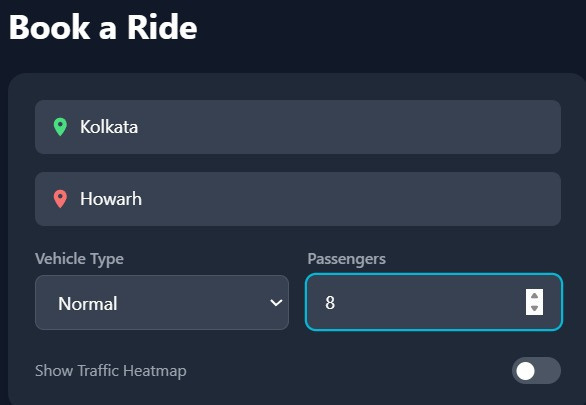 Book a Ride
Kolkata
Howarh
Vehicle Type Passengers
Normal 8
Show Traffic Heatmap